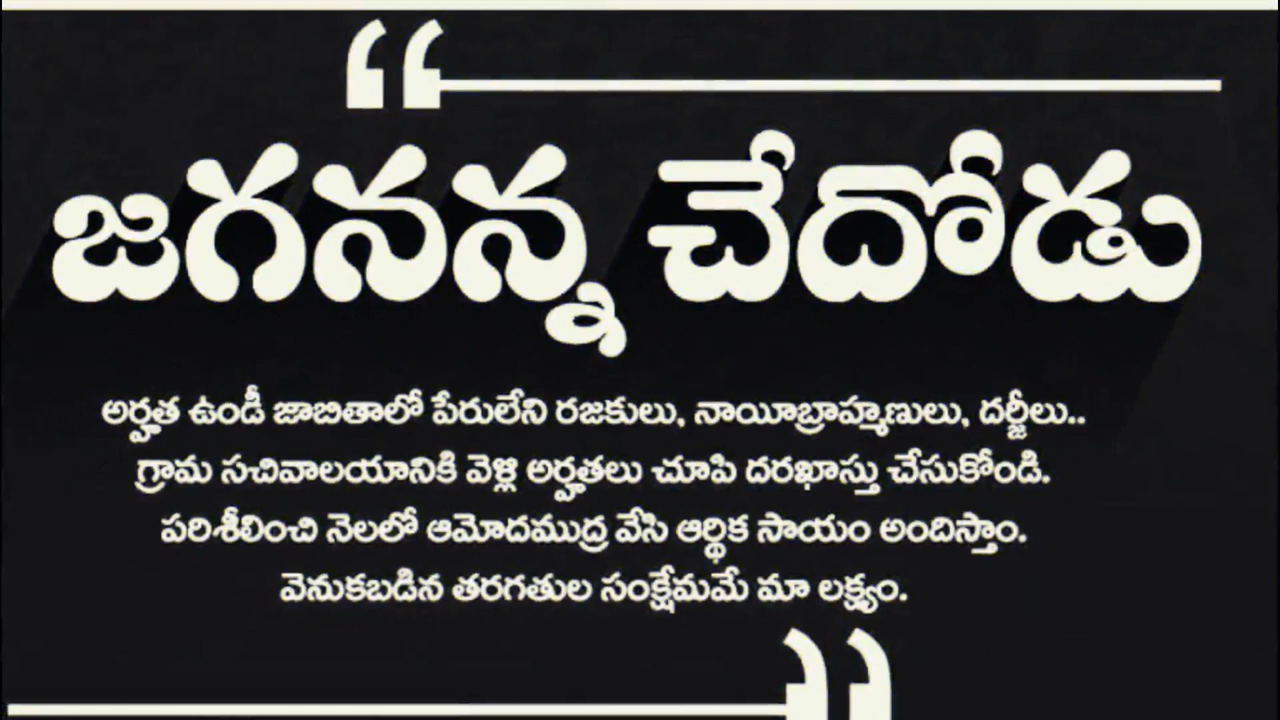 జగనన్న చేదోడు
అర్హత ఉండీ జాబితాలో పేరులేని రజకులు, నాయీబ్రాహ్మణులు, దర్జీలు..
గ్రామ సచివాలయానికి వెళ్లి అర్హతలు చూపి దరఖాస్తు చేసుకోండి.
పరిశీలించి నెలలో ఆమోదముద్ర వేసి ఆర్థిక సాయం అందిస్తాం.
వెనుకబడిన తరగతుల సంక్షేమమే మా లక్ష్యం.